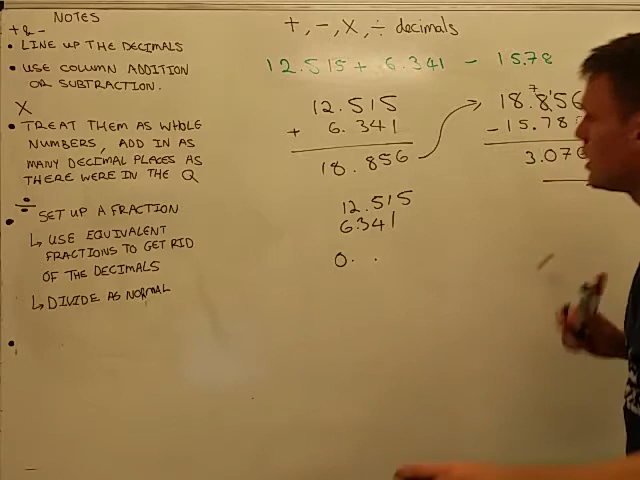 NOTES
+ & -
• LINE UP THE DECIMALS
• USE COLUMN ADDITION
OR SUBTRACTION.
X
• TREAT THEM AS WHOLE
NUMBERS, ADD IN AS
MANY DECIMAL PLACES AS
THERE WERE IN THE Q
÷
• SET UP A FRACTION
↳ USE EQUIVALENT
FRACTIONS TO GET RID
OF THE DECIMALS
↳ DIVIDE AS NORMAL
•
+, -, X, ÷ decimals
12.515 + 6.341 - 15.78
12.515
+ 6.341
18.856
12.515
6.341
0. .
7 1
18.856
- 15.78
3.076